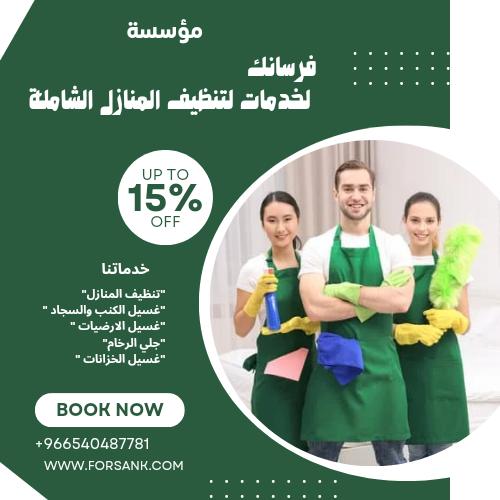 مؤسسة
فرسانك
لخدمات لتنظيف المنازل الشاملة
UP TO
15%
OFF
خدماتنا
"تنظيف المنازل"
"غسيل الكنب والسجاد "
"غسيل الارضيات "
"جلي الرخام"
"غسيل الخزانات "
BOOK NOW
+966540487781
WWW.FORSANK.COM